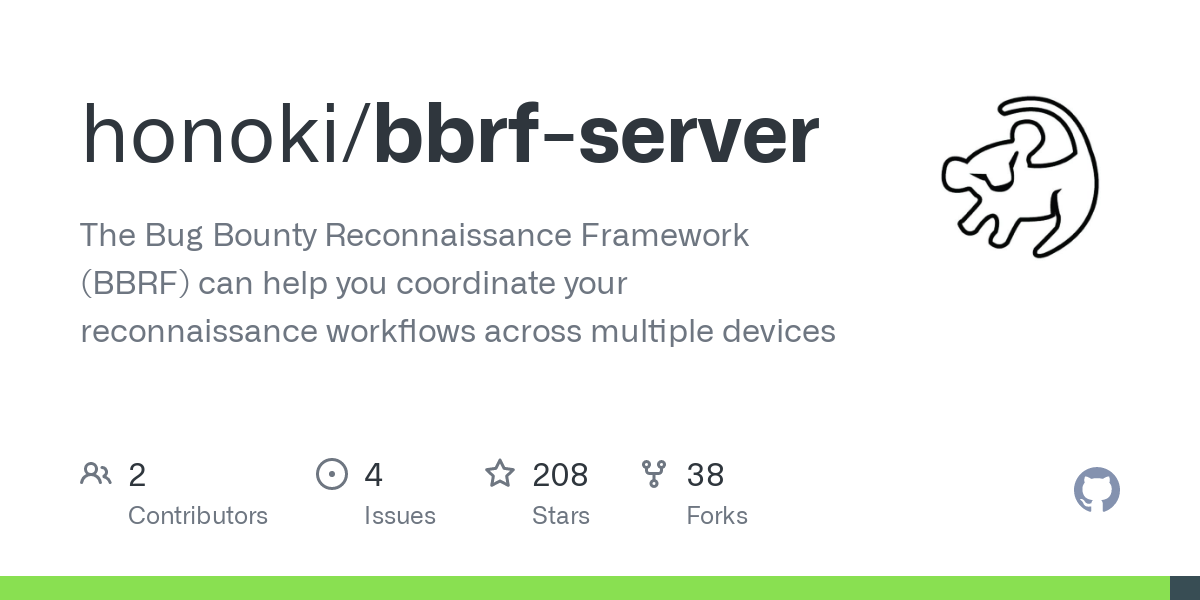 honoki/bbrf-server
The Bug Bounty Reconnaissance Framework
(BBRF) can help you coordinate your
reconnaissance workflows across multiple devices
2 4 208 38
Contributors Issues Stars Forks